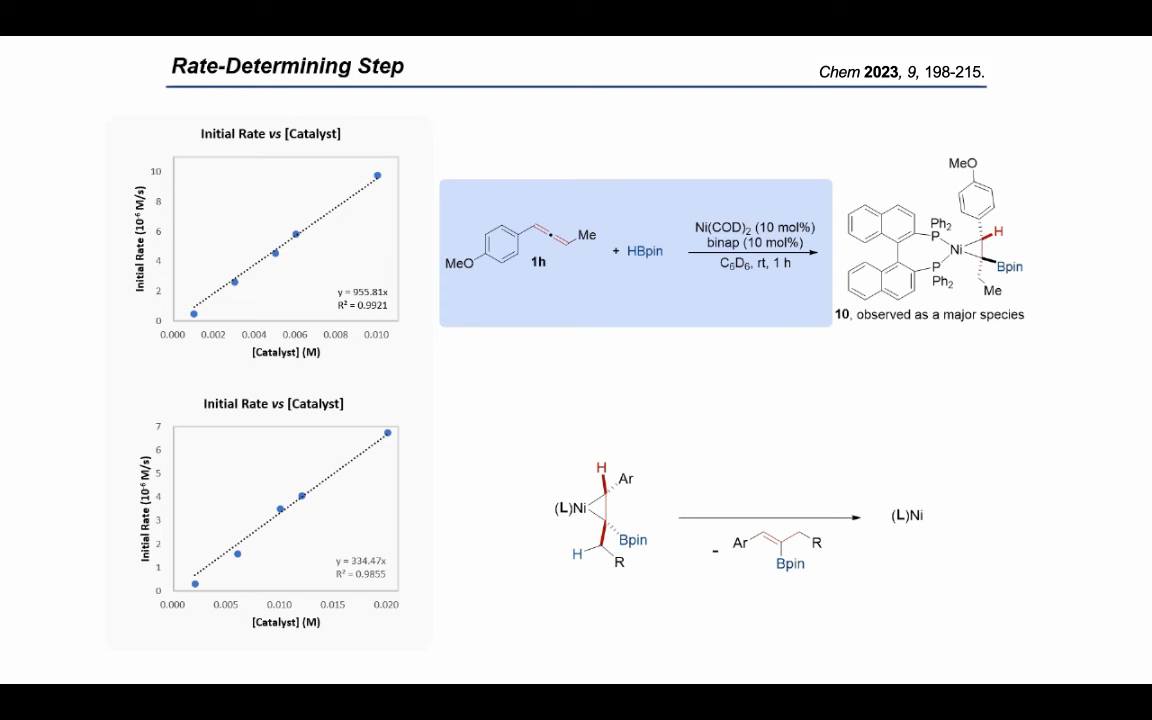 Rate-Determining Step
Chem 2023, 9, 198-215.
Initial Rate vs [Catalyst]
Initial Rate (10⁻⁶ M/s)
10
8
6
4
2
0
y = 955.81x
R² = 0.9921
0.000 0.002 0.004 0.006 0.008 0.010
[Catalyst] (M)
Initial Rate vs [Catalyst]
Initial Rate (10⁻⁶ M/s)
7
6
5
4
3
2
1
0
y = 334.47x
R² = 0.9855
0.000 0.005 0.010 0.015 0.020
[Catalyst] (M)
MeO
Me
1h
+ HBpin
Ni(COD)₂ (10 mol%)
binap (10 mol%)
C₆D₆, rt, 1 h
MeO
Ph₂
P
H
Ni
P
Bpin
Ph₂
Me
10, observed as a major species
H
Ar
(L)Ni
Bpin
H
R
-
Ar
R
Bpin
(L)Ni